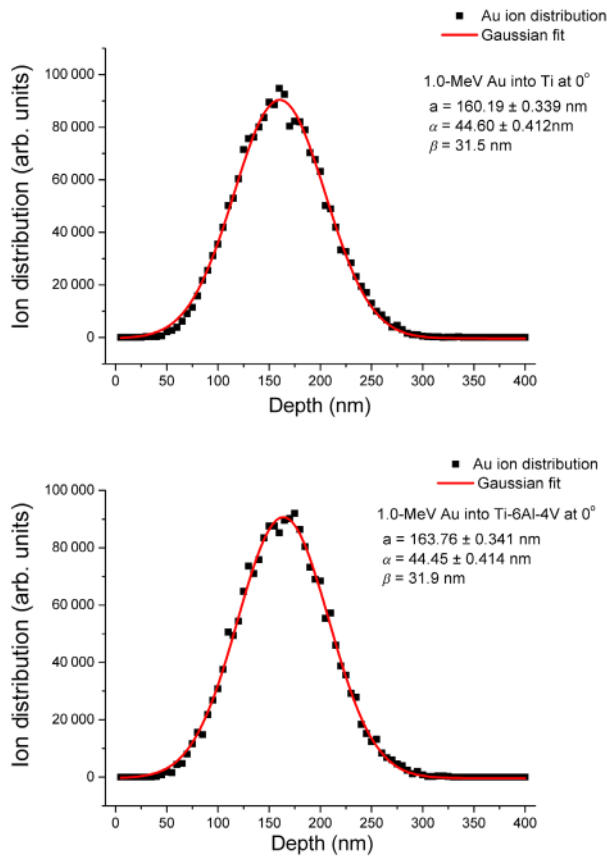 Au ion distribution
Gaussian fit
1.0-MeV Au into Ti at 0°
a = 160.19 ± 0.339 nm
α = 44.60 ± 0.412nm
β = 31.5 nm
Ion distribution (arb. units)
100 000
80 000
60 000
40 000
20 000
0
0 50 100 150 200 250 300 350 400
Depth (nm)
Au ion distribution
Gaussian fit
1.0-MeV Au into Ti-6Al-4V at 0°
a = 163.76 ± 0.341 nm
α = 44.45 ± 0.414 nm
β = 31.9 nm
Ion distribution (arb. units)
100 000
80 000
60 000
40 000
20 000
0
0 50 100 150 200 250 300 350 400
Depth (nm)